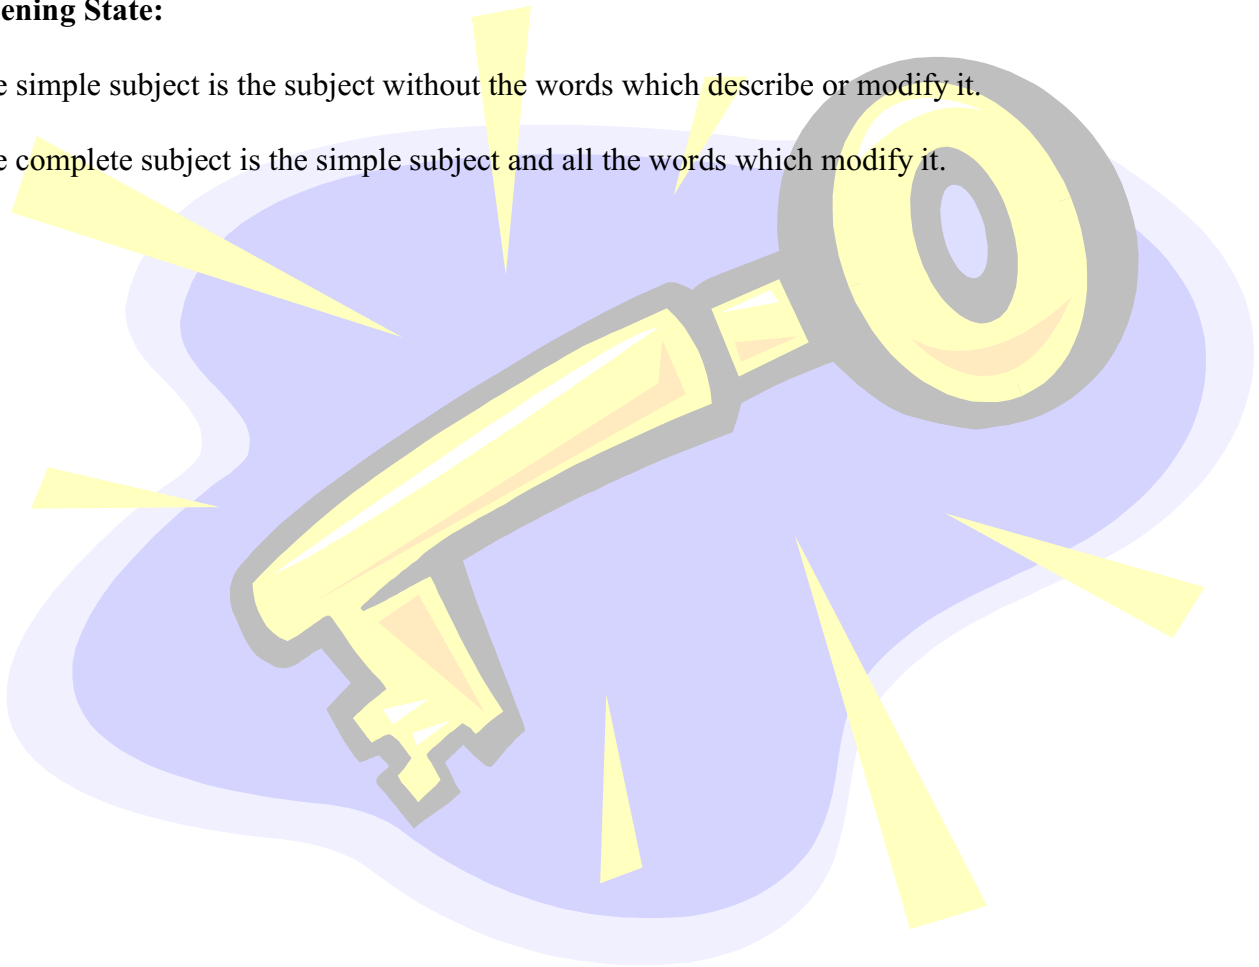 ening State:
e simple subject is the subject without the words which describe or modify it.
e complete subject is the simple subject and all the words which modify it.